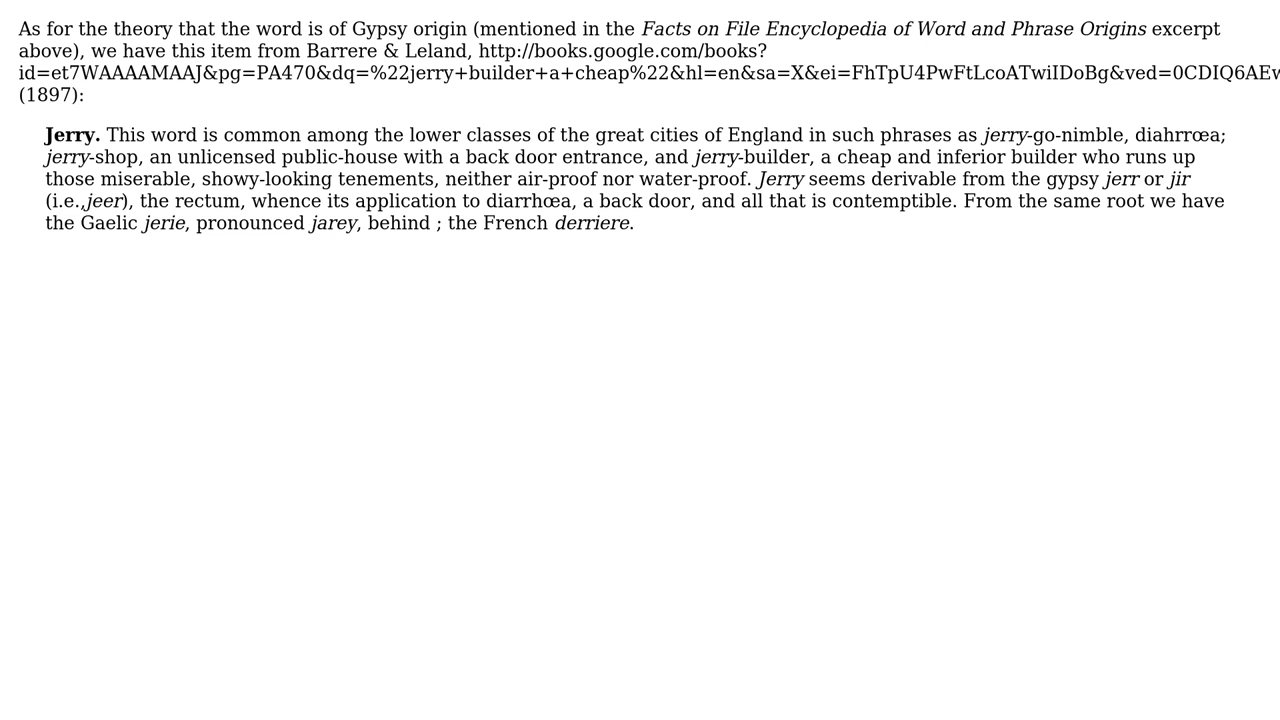 As for the theory that the word is of Gypsy origin (mentioned in the Facts on File Encyclopedia of Word and Phrase Origins excerpt
above), we have this item from Barrere & Leland, http://books.google.com/books?
id=et7WAAAAMAAJ&pg=PA470&dq=%22jerry+builder+a+cheap%22&hl=en&sa=X&ei=FhTpU4PwFtLcoATwiIDoBg&ved=0CDIQ6AEv
(1897):
Jerry. This word is common among the lower classes of the great cities of England in such phrases as jerry-go-nimble, diahrrœa;
jerry-shop, an unlicensed public-house with a back door entrance, and jerry-builder, a cheap and inferior builder who runs up
those miserable, showy-looking tenements, neither air-proof nor water-proof. Jerry seems derivable from the gypsy jerr or jir
(i.e.,jeer), the rectum, whence its application to diarrhœa, a back door, and all that is contemptible. From the same root we have
the Gaelic jerie, pronounced jarey, behind ; the French derriere.